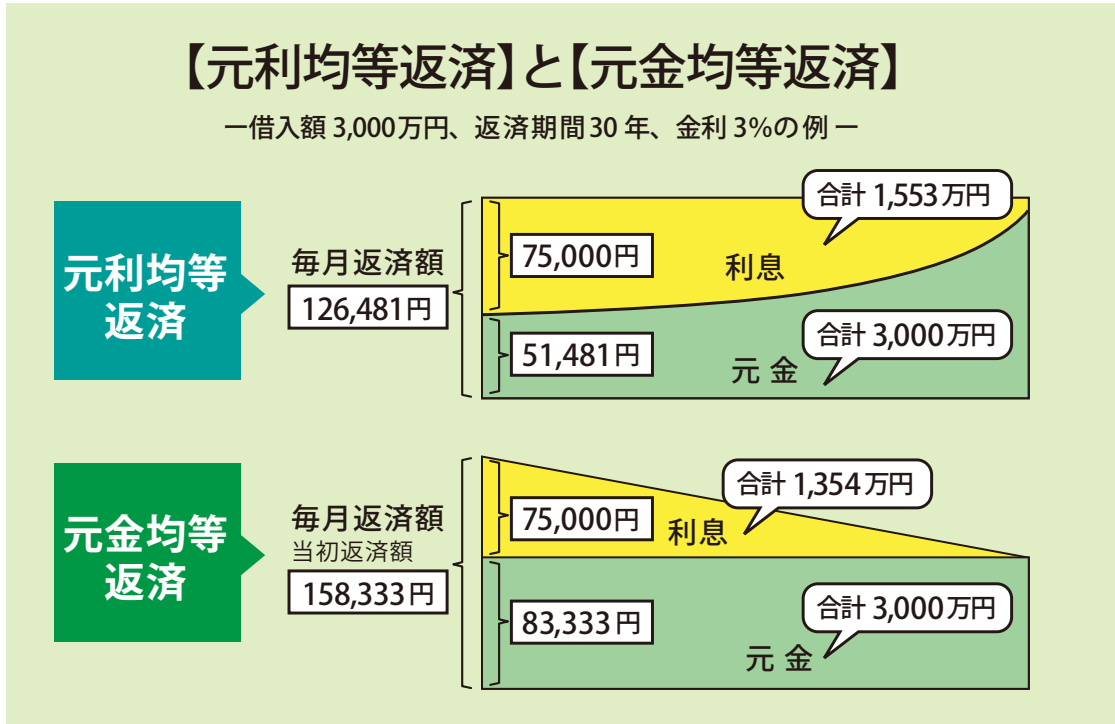 【元利均等返済】と【元金均等返済】
ー借入額 3,000万円、返済期間30 年、金利 3%の例 ー
元利均等
返済
毎月返済額
126,481円
75,000円
51,481円
利息
合計 1,553万円
元 金
合計 3,000万円
元金均等
返済
毎月返済額
当初返済額
158,333円
75,000円
83,333円
利息
合計 1,354万円
元 金
合計 3,000万円